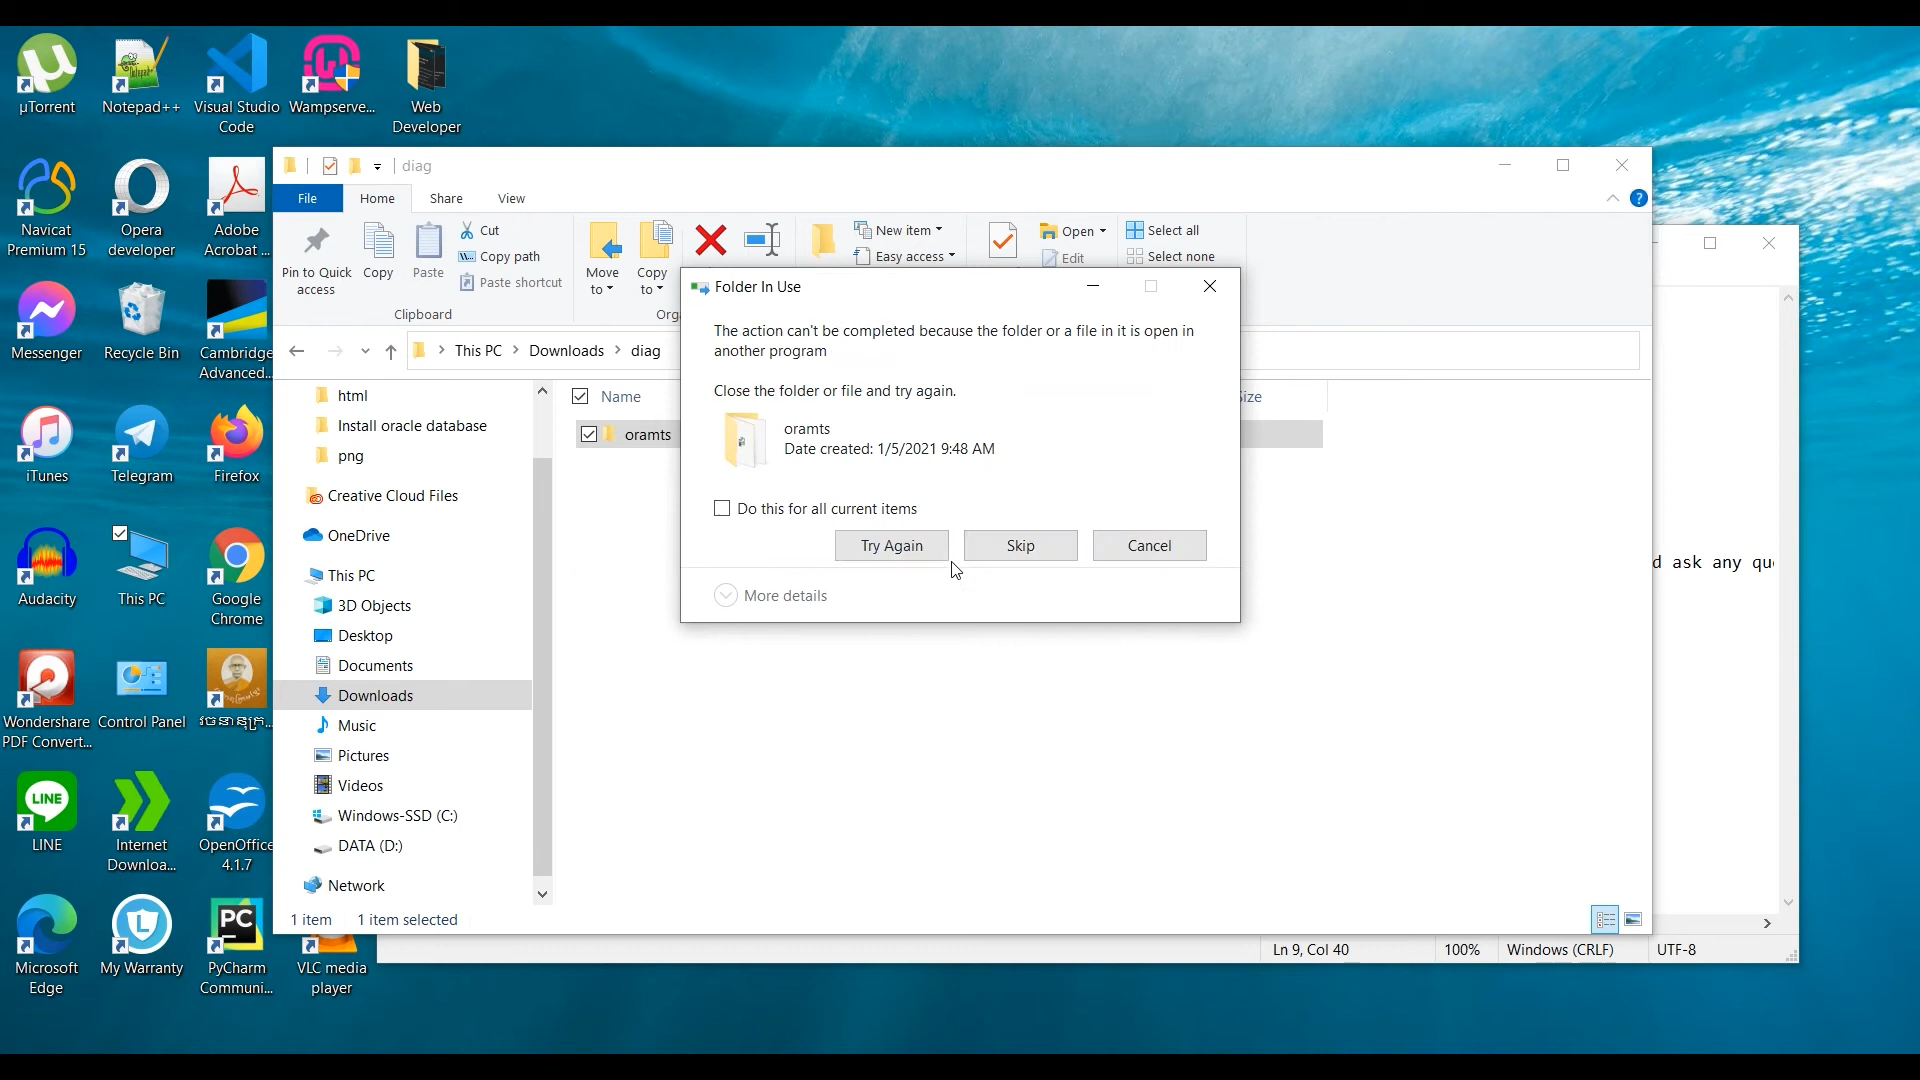 µTorrent
Notepad++
Visual Studio
Code
Wampserve...
Web
Developer
Navicat
Premium 15
Opera
developer
Adobe
Acrobat ...
Messenger
Recycle Bin
Cambridge
Advanced...
iTunes
Telegram
Firefox
Audacity
This PC
Google
Chrome
Wondershare
PDF Convert...
Control Panel
LINE
LINE
Internet
Downloa...
OpenOffice
4.1.7
Microsoft
Edge
My Warranty
PC
PyCharm
Communi...
VLC media
player
diag
File
Home
Share
View
Pin to Quick
access
Copy
Paste
Cut
Copy path
Paste shortcut
Clipboard
Move
to
Copy
to
New item
Easy access
Open
Edit
Select all
Select none
This PC
Downloads
diag
html
Install oracle database
png
Creative Cloud Files
OneDrive
This PC
3D Objects
Desktop
Documents
Downloads
Music
Pictures
Videos
Windows-SSD (C:)
DATA (D:)
Network
Name
oramts
1 item
1 item selected
Folder In Use
The action can't be completed because the folder or a file in it is open in
another program
Close the folder or file and try again.
oramts
Date created: 1/5/2021 9:48 AM
Do this for all current items
Try Again
Skip
Cancel
More details
d ask any qu
Ln 9, Col 40
100%
Windows (CRLF)
UTF-8